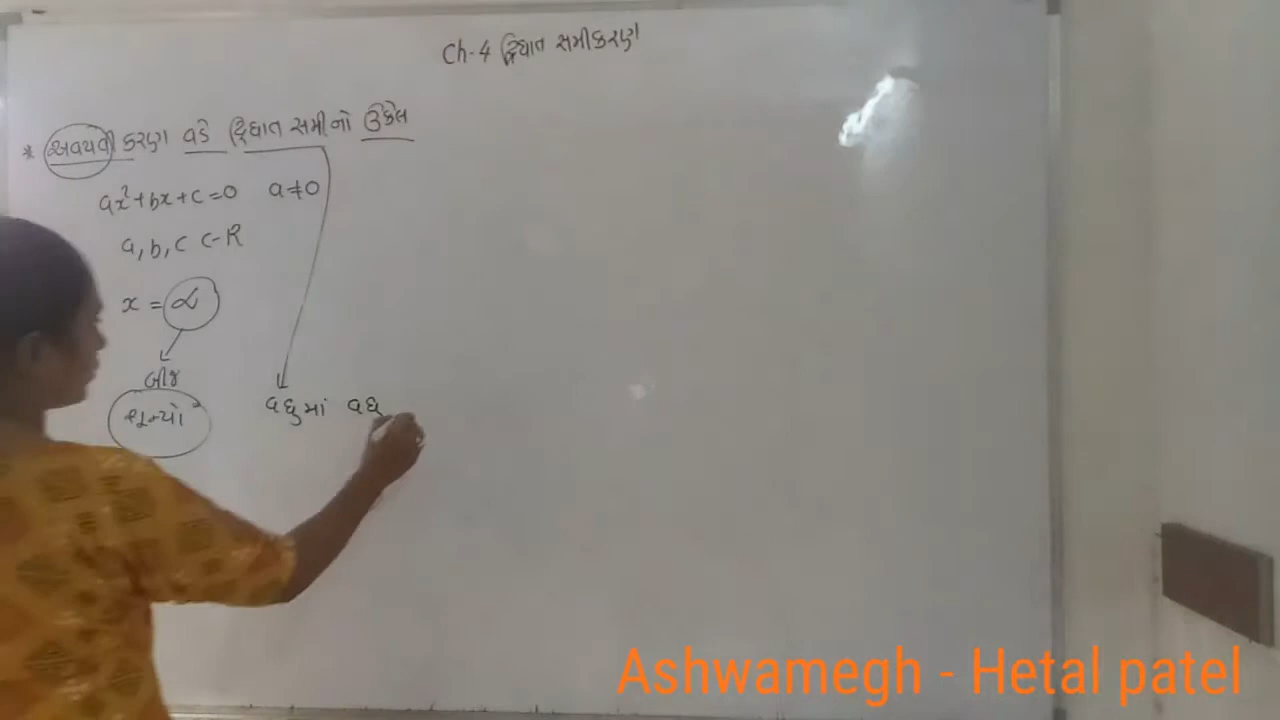 Ch-4 દ્વિઘાત સમીકરણ
* અવયવીકરણ વડે દ્વિઘાત સમીનો ઉકેલ
ax²+bx+c=0 a≠0
a, b, c ∈ R
x = α
બીજ
શૂન્યો
વધુમાં વધુ
Ashwamegh - Hetal patel